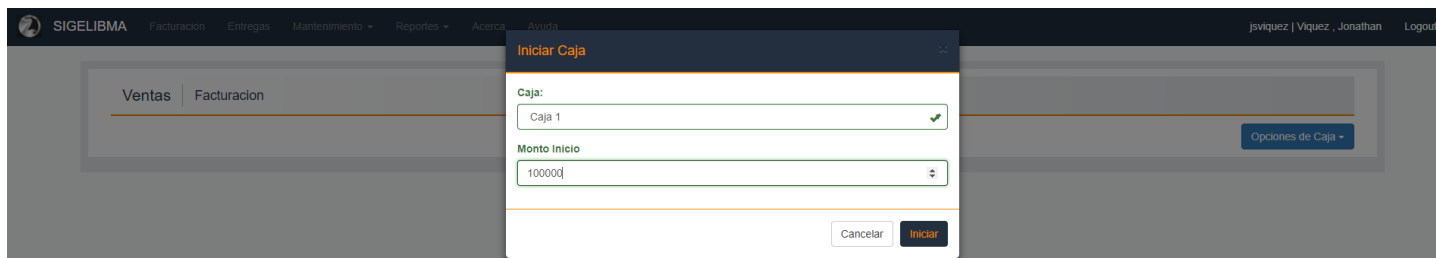 SIGELIBMA Facturacion Entregas Mantenimiento Reportes Acerca Ayuda jsviquez | Viquez , Jonathan Logout
Iniciar Caja
Ventas Facturacion
Caja:
Caja 1
Opciones de Caja
Monto Inicio
100000
Cancelar Iniciar